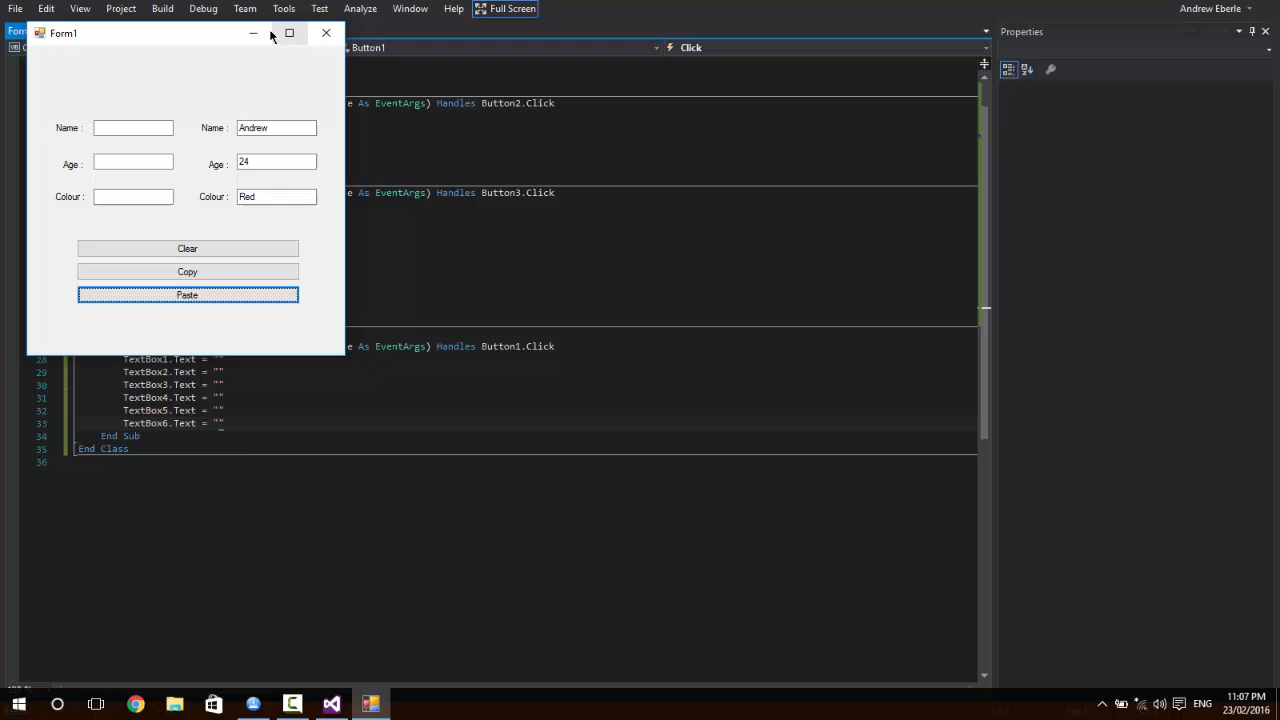 File Edit View Project Build Debug Team Tools Test Analyze Window Help Full Screen Andrew Eberle
Form1
Button1 Click
Properties
e As EventArgs) Handles Button2.Click
Name : Name : Andrew
Age : Age : 24
e As EventArgs) Handles Button3.Click
Colour : Colour : Red
Clear
Copy
Paste
e As EventArgs) Handles Button1.Click
28 TextBox1.Text = ""
29 TextBox2.Text = ""
30 TextBox3.Text = ""
31 TextBox4.Text = ""
32 TextBox5.Text = ""
33 TextBox6.Text = ""
34 End Sub
35 End Class
36
ENG
11:07 PM
23/02/2016